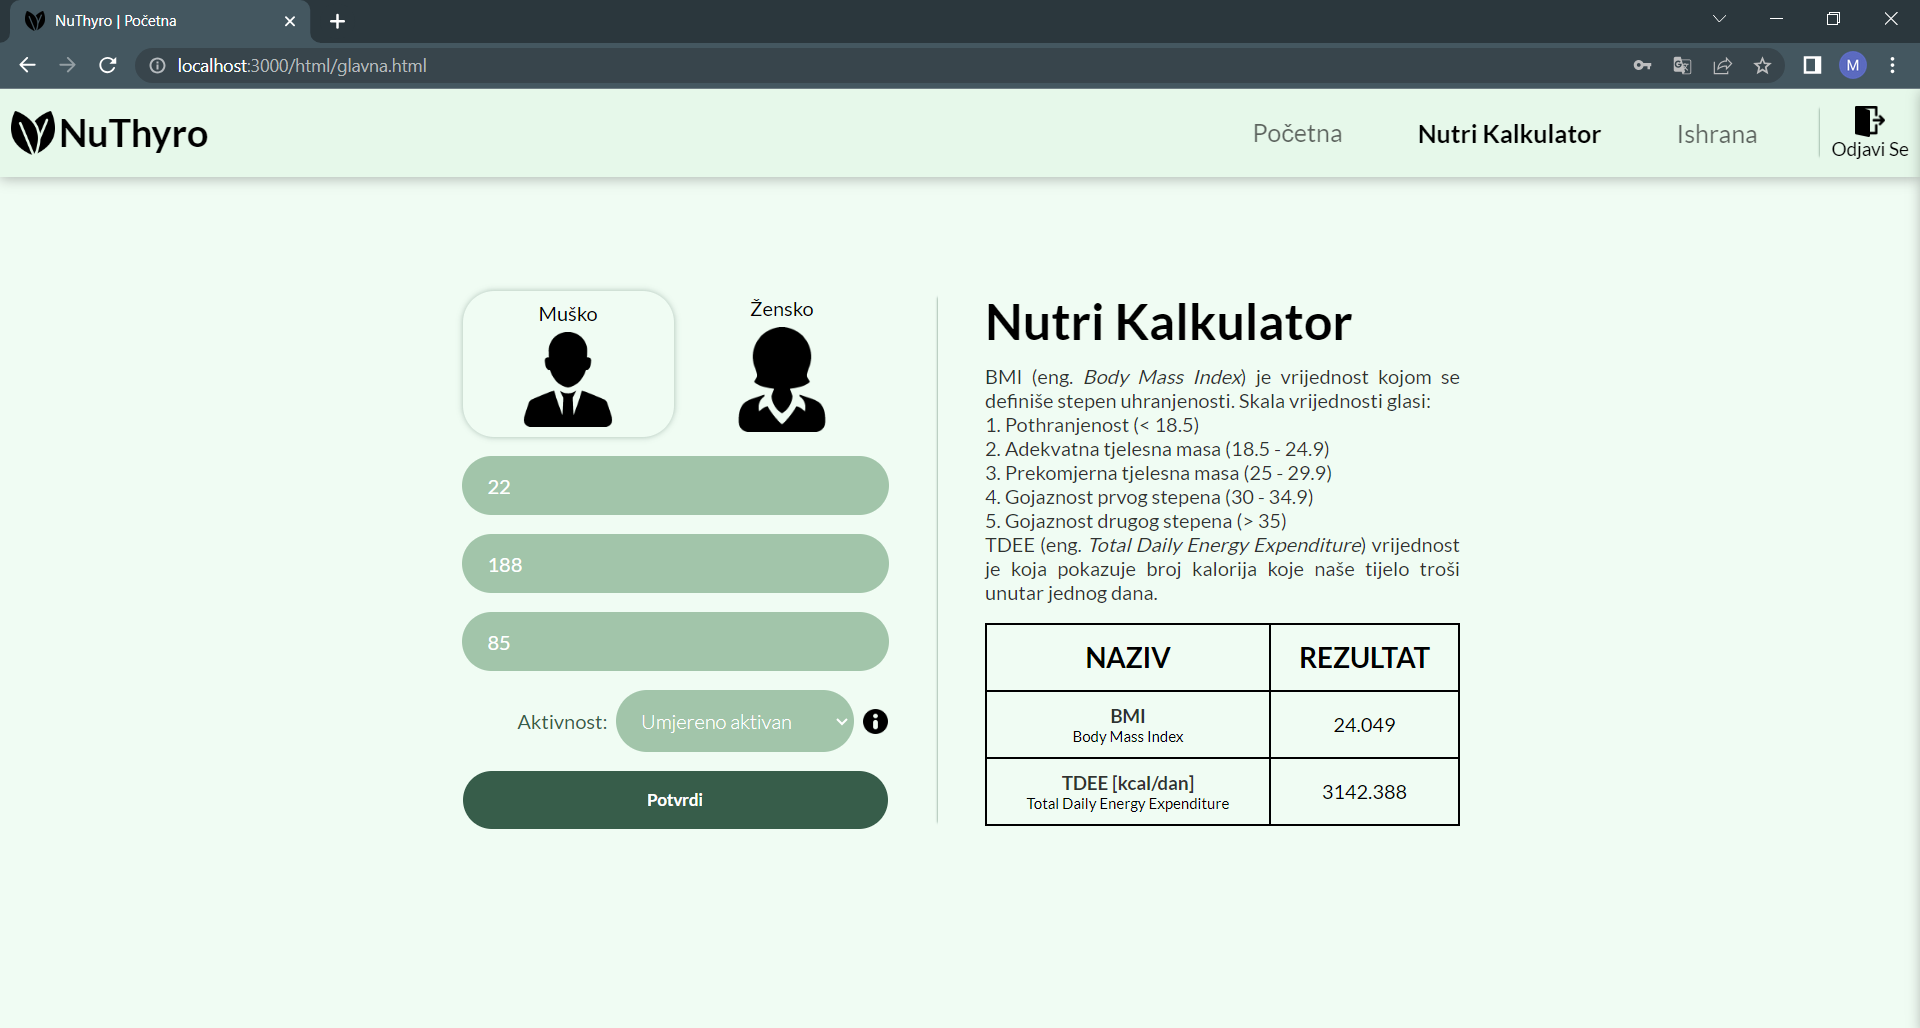 NuThyro | Početna
localhost:3000/html/glavna.html
M
NuThyro
Početna
Nutri Kalkulator
Ishrana
Odjavi Se
Muško
Žensko
22
188
85
Aktivnost:
Umjereno aktivan
Potvrdi
Nutri Kalkulator
BMI (eng. Body Mass Index) je vrijednost kojom se
definiše stepen uhranjenosti. Skala vrijednosti glasi:
1. Pothranjenost (< 18.5)
2. Adekvatna tjelesna masa (18.5 - 24.9)
3. Prekomjerna tjelesna masa (25 - 29.9)
4. Gojaznost prvog stepena (30 - 34.9)
5. Gojaznost drugog stepena (> 35)
TDEE (eng. Total Daily Energy Expenditure) vrijednost
je koja pokazuje broj kalorija koje naše tijelo troši
unutar jednog dana.
NAZIV REZULTAT
BMI
Body Mass Index
24.049
TDEE [kcal/dan]
Total Daily Energy Expenditure
3142.388